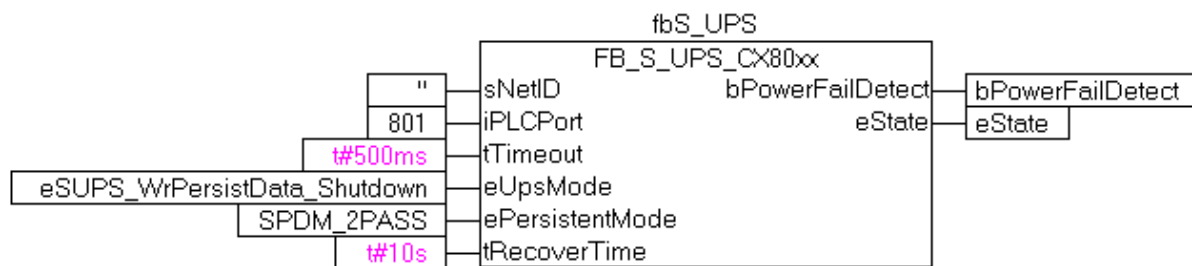 fbS_UPS
FB_S_UPS_CX80xx
'' sNetID bPowerFailDetect bPowerFailDetect
801 iPLCPort eState eState
t#500ms tTimeout
eSUPS_WrPersistData_Shutdown eUpsMode
SPDM_2PASS ePersistentMode
t#10s tRecoverTime